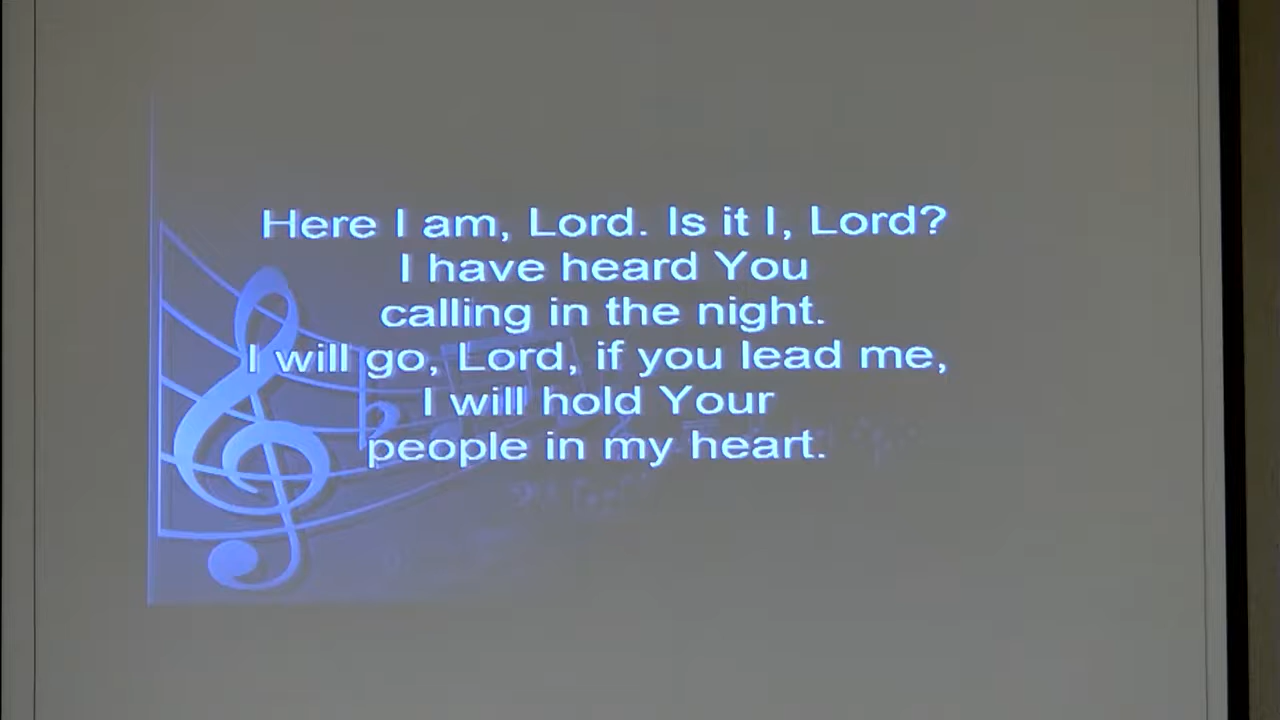 Here I am, Lord. Is it I, Lord?
I have heard You
calling in the night.
I will go, Lord, if you lead me,
I will hold Your
people in my heart.